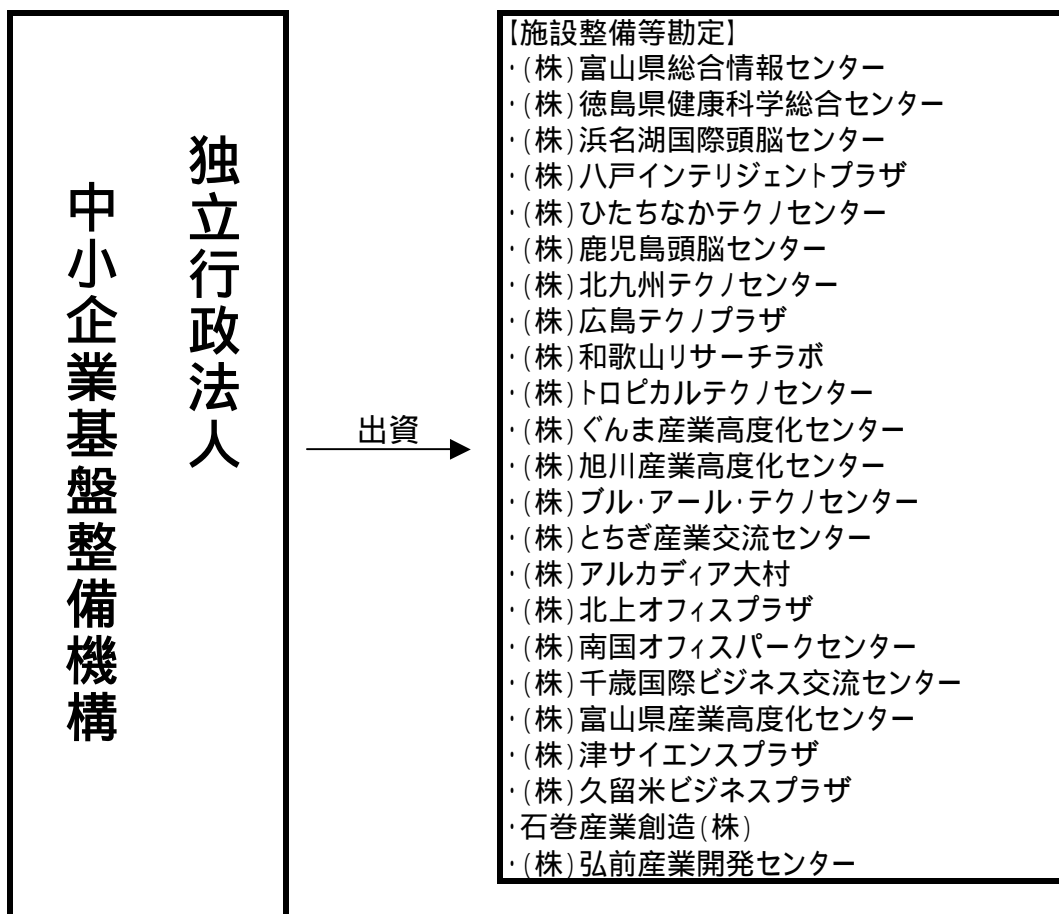 独立行政法人
中小企業基盤整備機構
出資
【施設整備等勘定】
・(株)富山県総合情報センター
・(株)徳島県健康科学総合センター
・(株)浜名湖国際頭脳センター
・(株)八戸インテリジェントプラザ
・(株)ひたちなかテクノセンター
・(株)鹿児島頭脳センター
・(株)北九州テクノセンター
・(株)広島テクノプラザ
・(株)和歌山リサーチラボ
・(株)トロピカルテクノセンター
・(株)ぐんま産業高度化センター
・(株)旭川産業高度化センター
・(株)ブル・アール・テクノセンター
・(株)とちぎ産業交流センター
・(株)アルカディア大村
・(株)北上オフィスプラザ
・(株)南国オフィスパークセンター
・(株)千歳国際ビジネス交流センター
・(株)富山県産業高度化センター
・(株)津サイエンスプラザ
・(株)久留米ビジネスプラザ
・石巻産業創造(株)
・(株)弘前産業開発センター